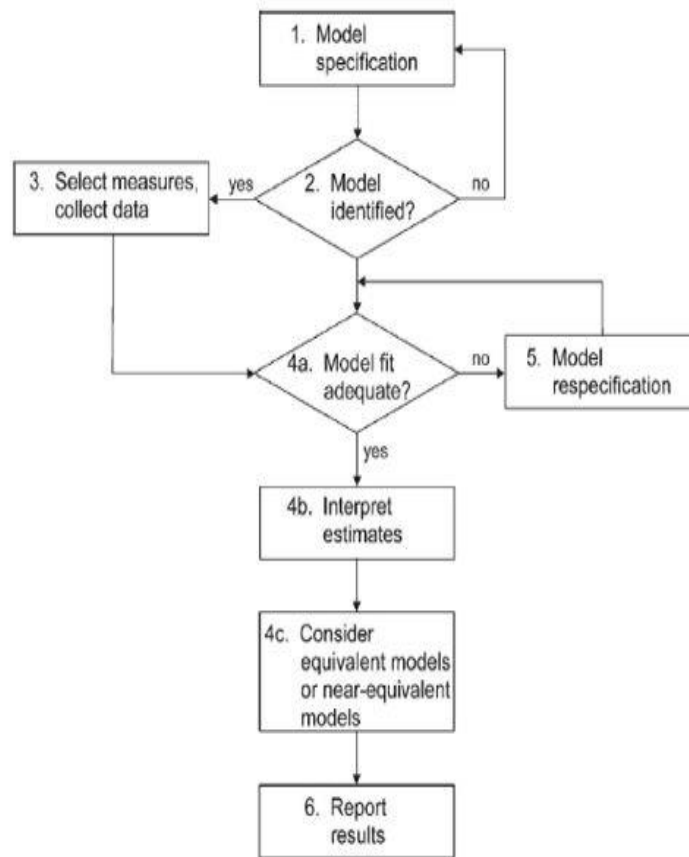 1. Model
specification
3. Select measures,
collect data
yes
2. Model
identified?
no
4a. Model fit
adequate?
no
5. Model
respecification
yes
4b. Interpret
estimates
4c. Consider
equivalent models
or near-equivalent
models
6. Report
results